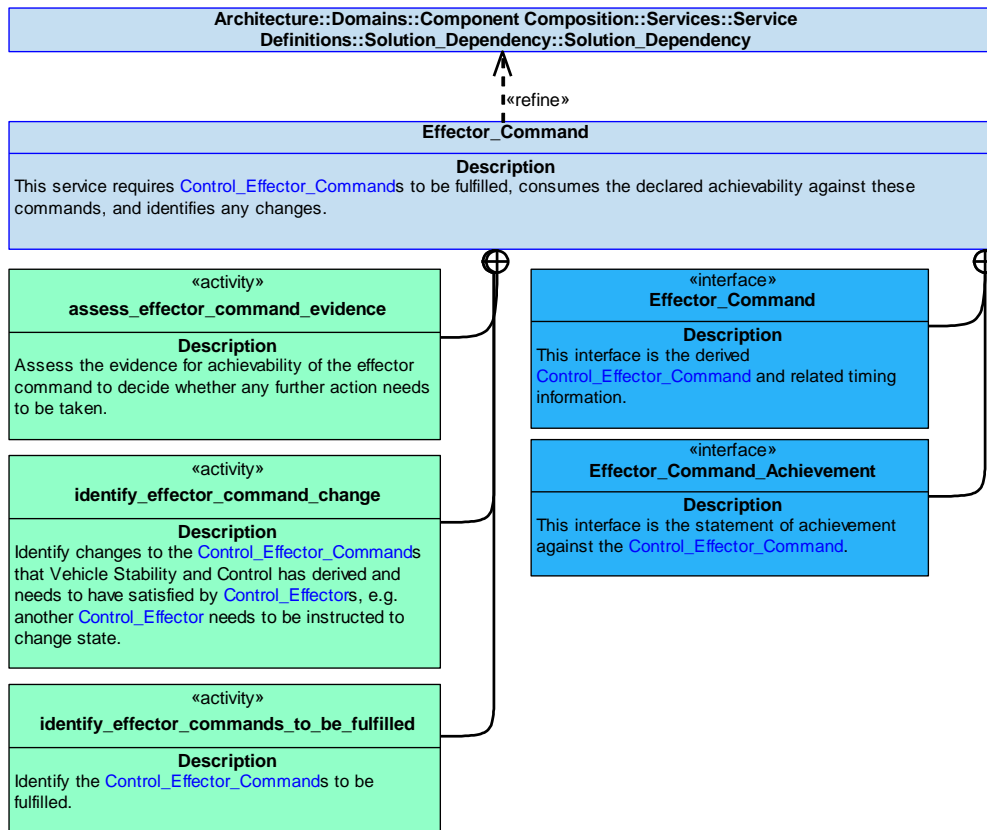 Architecture::Domains::Component Composition::Services::Service
Definitions::Solution_Dependency::Solution_Dependency
«refine»
Effector_Command
Description
This service requires Control_Effector_Commands to be fulfilled, consumes the declared achievability against these
commands, and identifies any changes.
«activity»
assess_effector_command_evidence
Description
Assess the evidence for achievability of the effector
command to decide whether any further action needs
to be taken.
«interface»
Effector_Command
Description
This interface is the derived
Control_Effector_Command and related timing
information.
«interface»
Effector_Command_Achievement
Description
This interface is the statement of achievement
against the Control_Effector_Command.
«activity»
identify_effector_command_change
Description
Identify changes to the Control_Effector_Commands
that Vehicle Stability and Control has derived and
needs to have satisfied by Control_Effectors, e.g.
another Control_Effector needs to be instructed to
change state.
«activity»
identify_effector_commands_to_be_fulfilled
Description
Identify the Control_Effector_Commands to be
fulfilled.